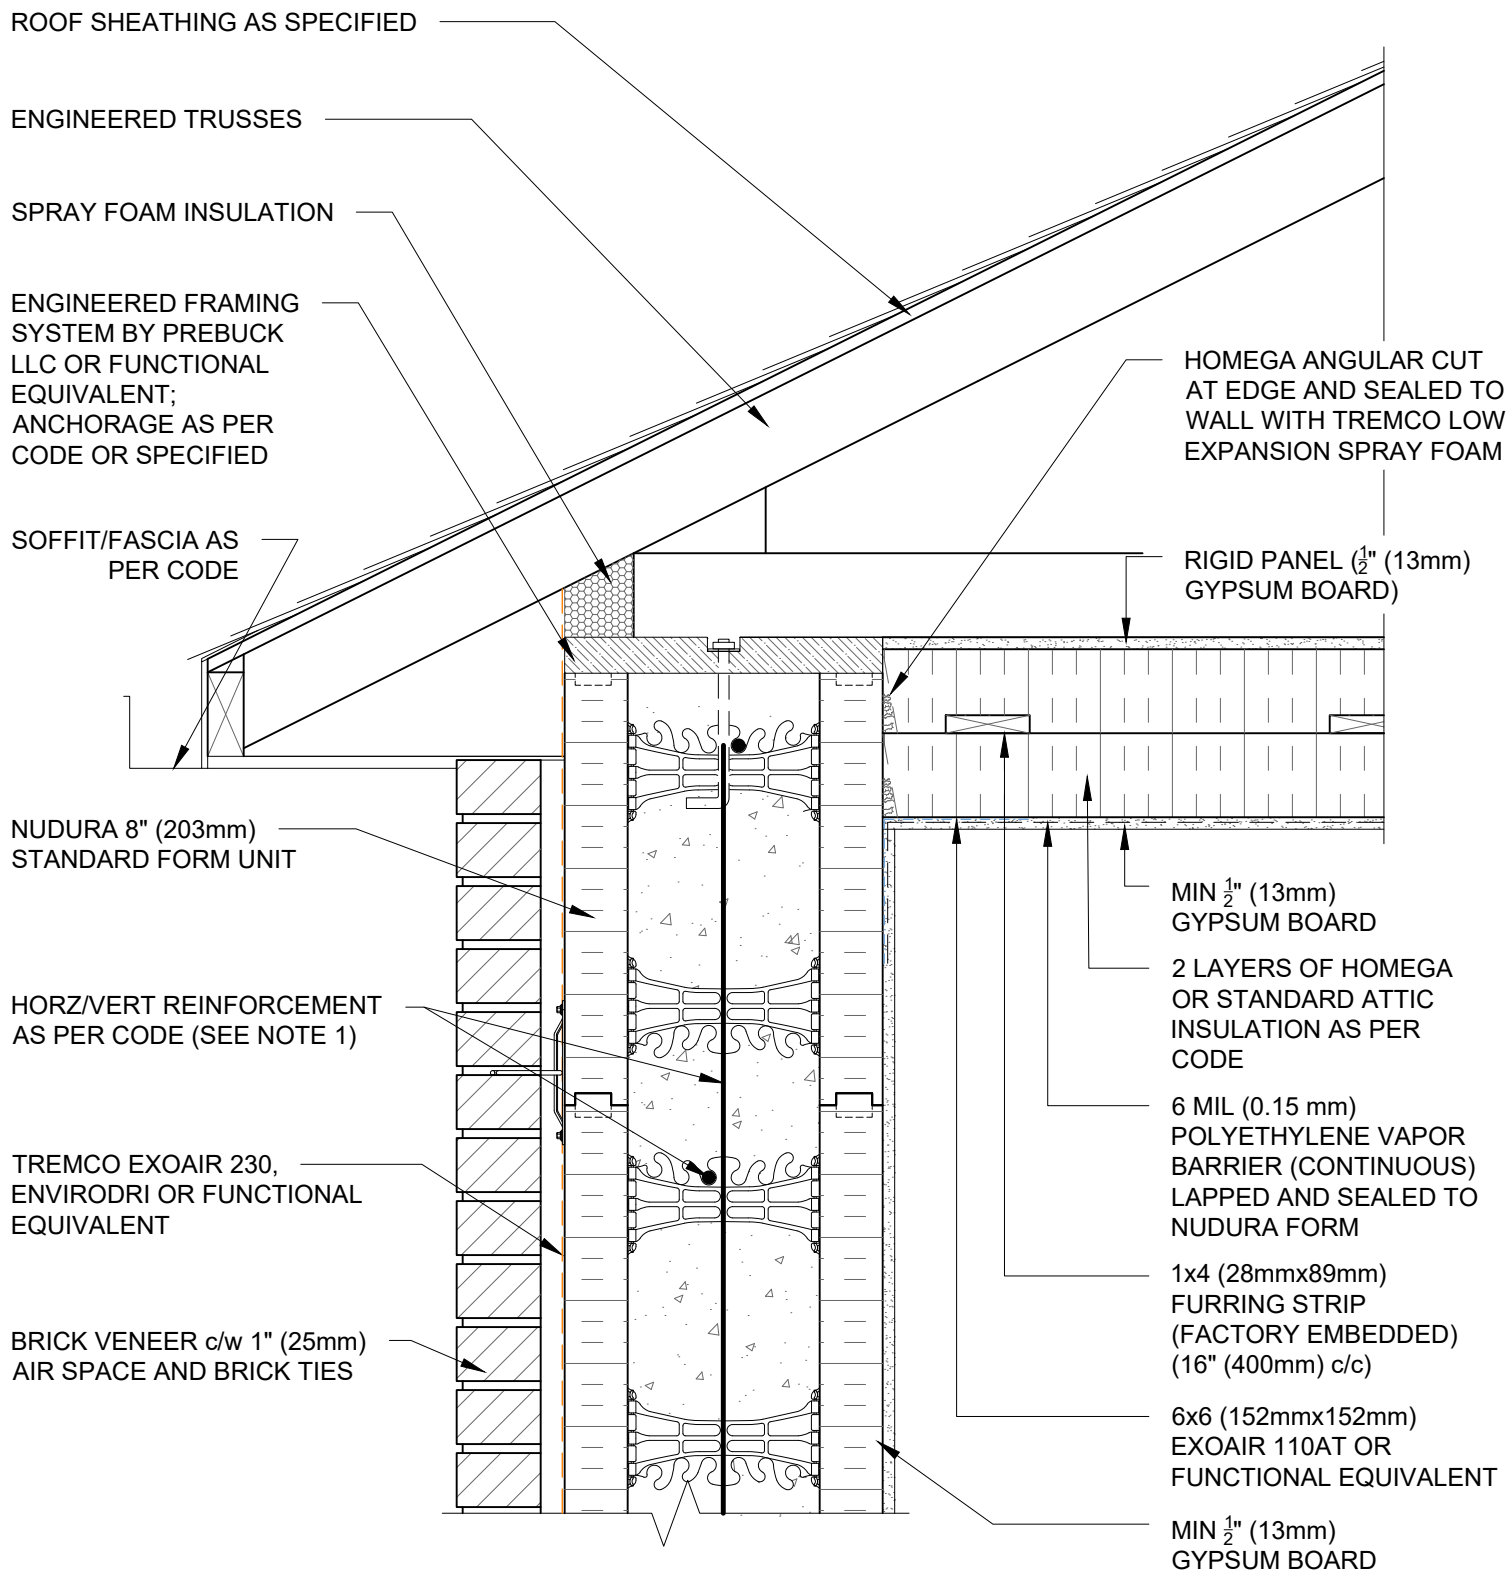 ROOF SHEATHING AS SPECIFIED
ENGINEERED TRUSSES
SPRAY FOAM INSULATION
ENGINEERED FRAMING
SYSTEM BY PREBUCK
LLC OR FUNCTIONAL
EQUIVALENT;
ANCHORAGE AS PER
CODE OR SPECIFIED
SOFFIT/FASCIA AS
PER CODE
NUDURA 8" (203mm)
STANDARD FORM UNIT
HORZ/VERT REINFORCEMENT
AS PER CODE (SEE NOTE 1)
TREMCO EXOAIR 230,
ENVIRODRI OR FUNCTIONAL
EQUIVALENT
BRICK VENEER c/w 1" (25mm)
AIR SPACE AND BRICK TIES
HOMEGA ANGULAR CUT
AT EDGE AND SEALED TO
WALL WITH TREMCO LOW
EXPANSION SPRAY FOAM
RIGID PANEL (1/2" (13mm)
GYPSUM BOARD)
MIN 1/2" (13mm)
GYPSUM BOARD
2 LAYERS OF HOMEGA
OR STANDARD ATTIC
INSULATION AS PER
CODE
6 MIL (0.15 mm)
POLYETHYLENE VAPOR
BARRIER (CONTINUOUS)
LAPPED AND SEALED TO
NUDURA FORM
1x4 (28mmx89mm)
FURRING STRIP
(FACTORY EMBEDDED)
(16" (400mm) c/c)
6x6 (152mmx152mm)
EXOAIR 110AT OR
FUNCTIONAL EQUIVALENT
MIN 1/2" (13mm)
GYPSUM BOARD